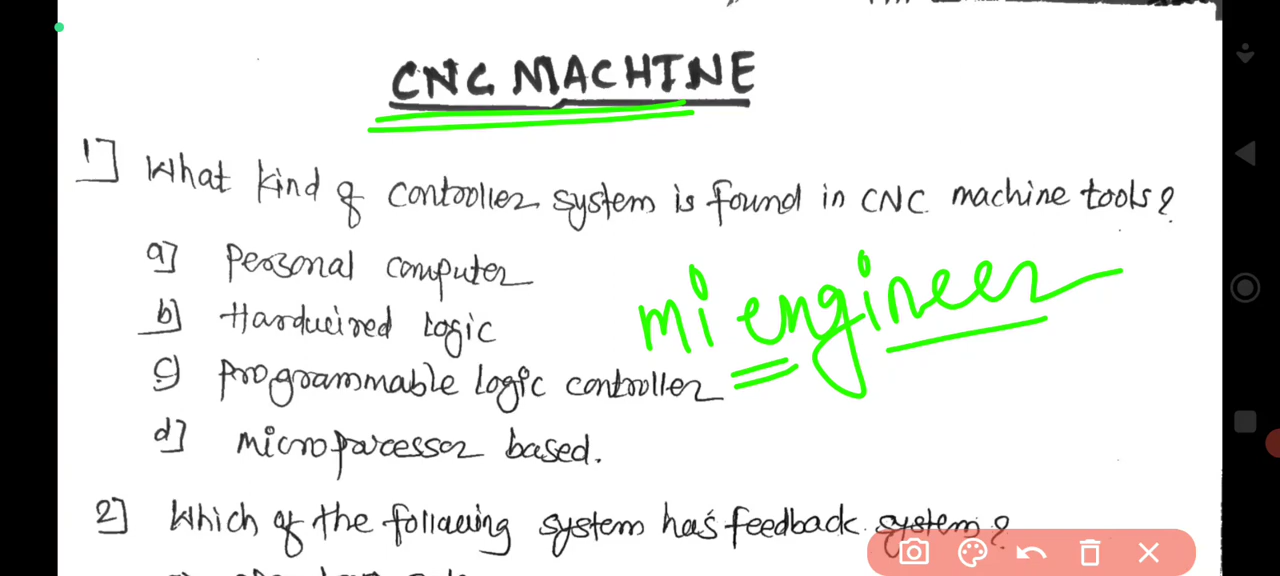 CNC MACHINE
1] What kind of controller system is found in CNC machine tools?
a] Personal computer
b] Hardwired logic
c] programmable logic controller
d] microparcessor based.
mi engineer
2] Which of the following system has feedback system?